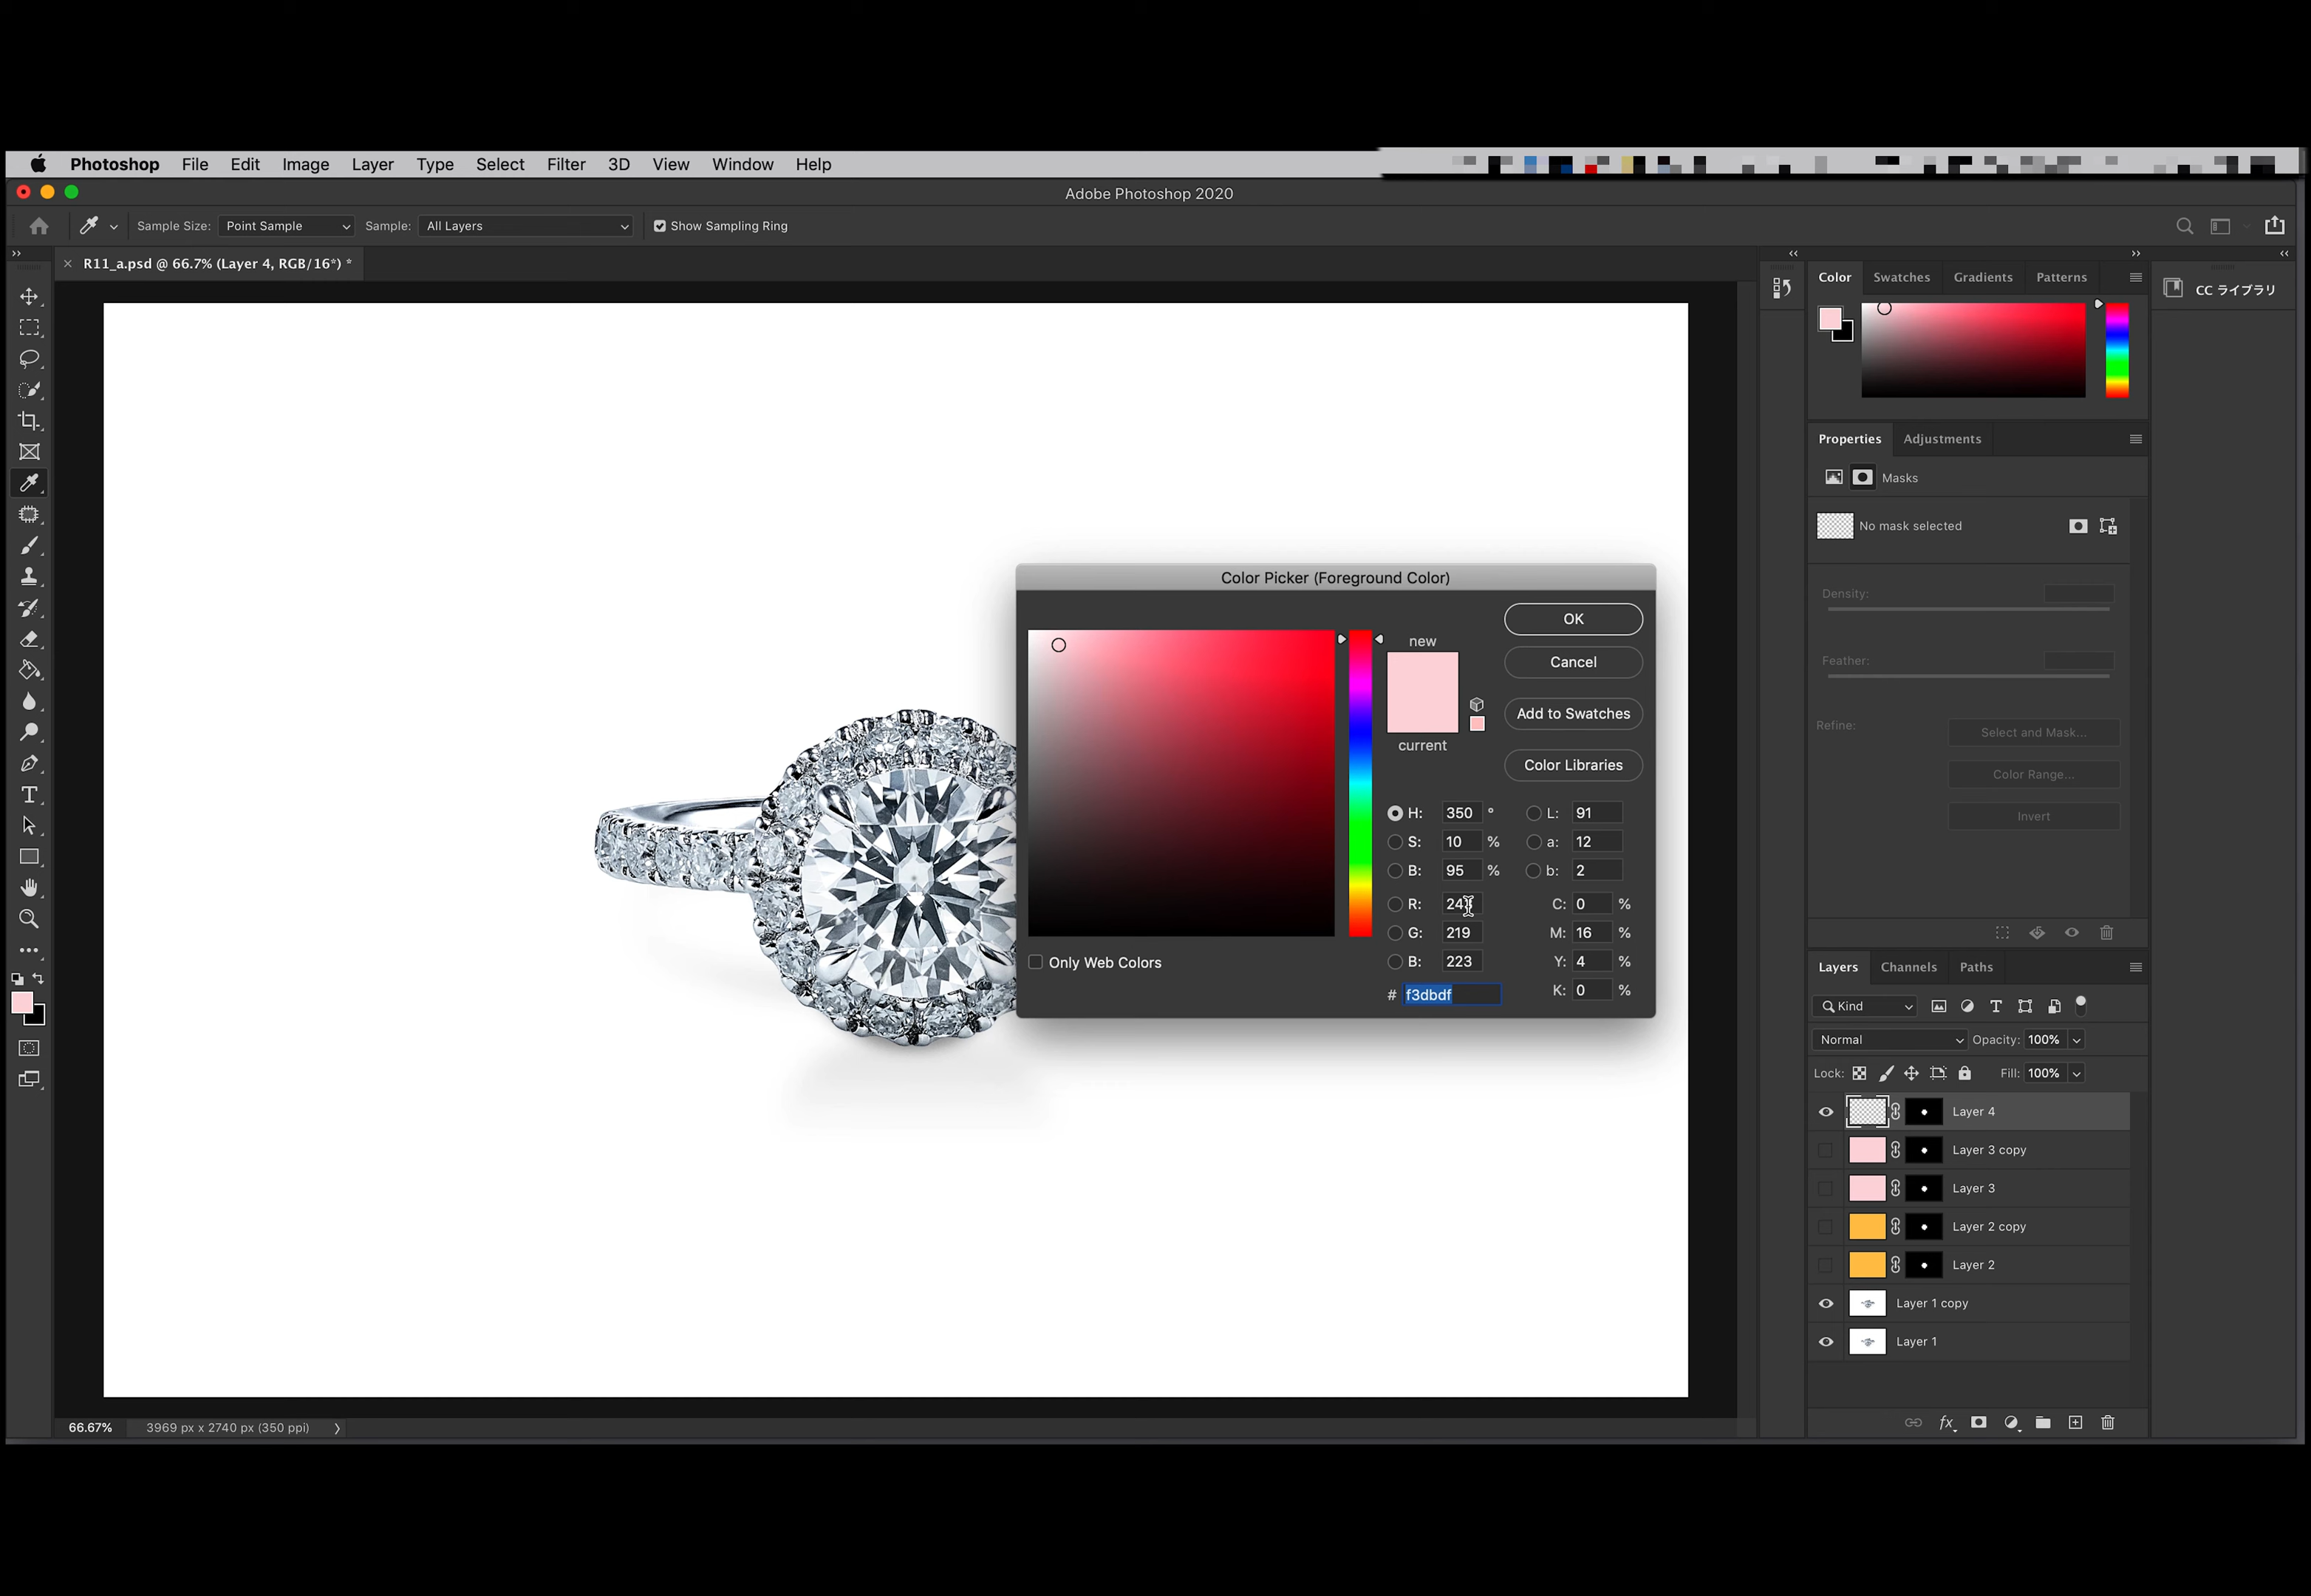 Photoshop File Edit Image Layer Type Select Filter 3D View Window Help
Adobe Photoshop 2020
Sample Size: Point Sample Sample: All Layers Show Sampling Ring
R11_a.psd @ 66.7% (Layer 4, RGB/16*) *
Color Swatches Gradients Patterns
CC ライブラリ
Properties Adjustments
Masks
No mask selected
Density:
Feather:
Refine:
Select and Mask...
Color Range...
Invert
Color Picker (Foreground Color)
new
current
OK
Cancel
Add to Swatches
Color Libraries
H: 350 ° L: 91
S: 10 % a: 12
B: 95 % b: 2
R: C: 0 %
G: 219 M: 16 %
B: 223 Y: 4 %
# f3dbdf K: 0 %
Only Web Colors
Layers Channels Paths
Kind
Normal Opacity: 100%
Lock: Fill: 100%
Layer 4
Layer 3 copy
Layer 3
Layer 2 copy
Layer 2
Layer 1 copy
Layer 1
fx
66.67% 3969 px x 2740 px (350 ppi)